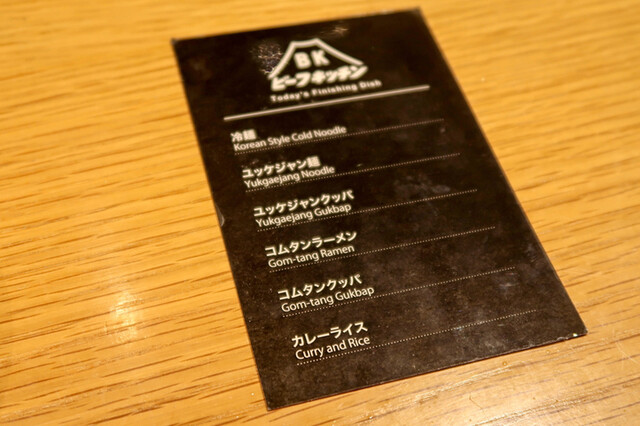 BK
ビーフキッチン
Today's Finishing Dish
冷麺
Korean Style Cold Noodle
ユッケジャン麺
Yukgaejang Noodle
ユッケジャンクッパ
Yukgaejang Gukbap
コムタンラーメン
Gom-tang Ramen
コムタンクッパ
Gom-tang Gukbap
カレーライス
Curry and Rice